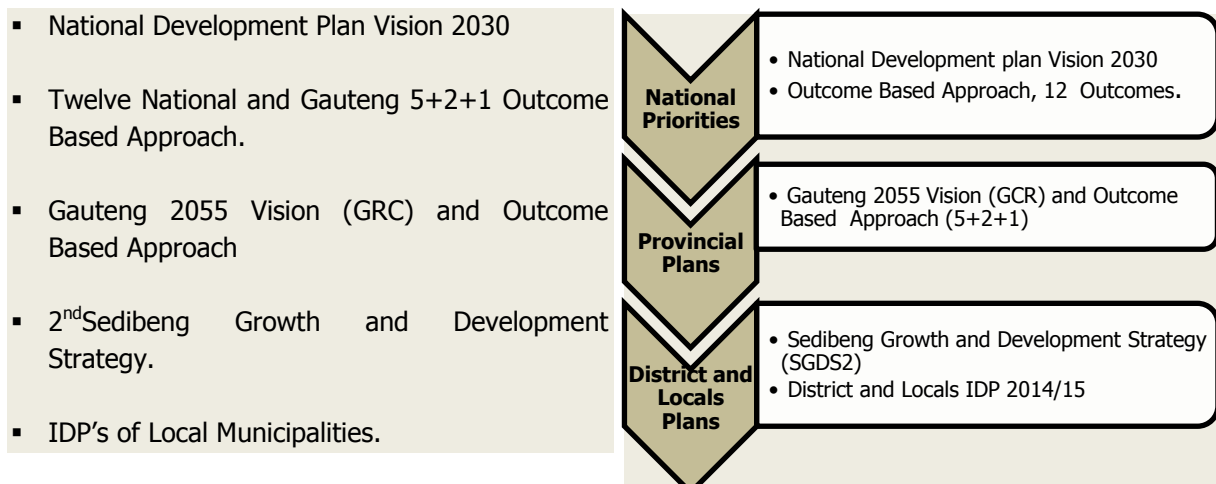 ▪ National Development Plan Vision 2030
▪ Twelve National and Gauteng 5+2+1 Outcome
Based Approach.
▪ Gauteng 2055 Vision (GRC) and Outcome
Based Approach
▪ 2ndSedibeng Growth and Development
Strategy.
▪ IDP's of Local Municipalities.
National
Priorities
• National Development plan Vision 2030
• Outcome Based Approach, 12 Outcomes.
Provincial
Plans
• Gauteng 2055 Vision (GCR) and Outcome
Based Approach (5+2+1)
District and
Locals
Plans
• Sedibeng Growth and Development Strategy
(SGDS2)
• District and Locals IDP 2014/15